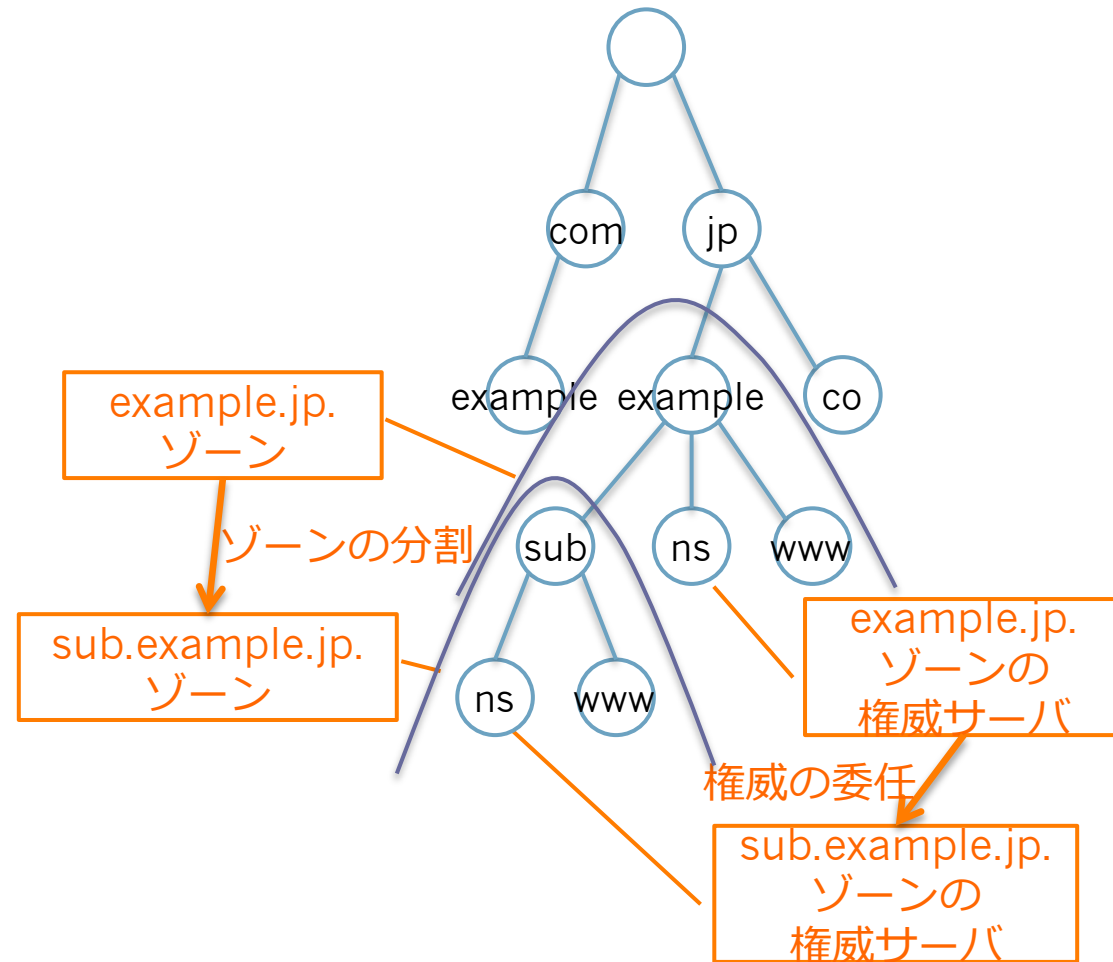 com
jp
example
example
co
example.jp.
ゾーン
ゾーンの分割
sub
ns
www
sub.example.jp.
ゾーン
example.jp.
ゾーンの
権威サーバ
ns
www
権威の委任
sub.example.jp.
ゾーンの
権威サーバ